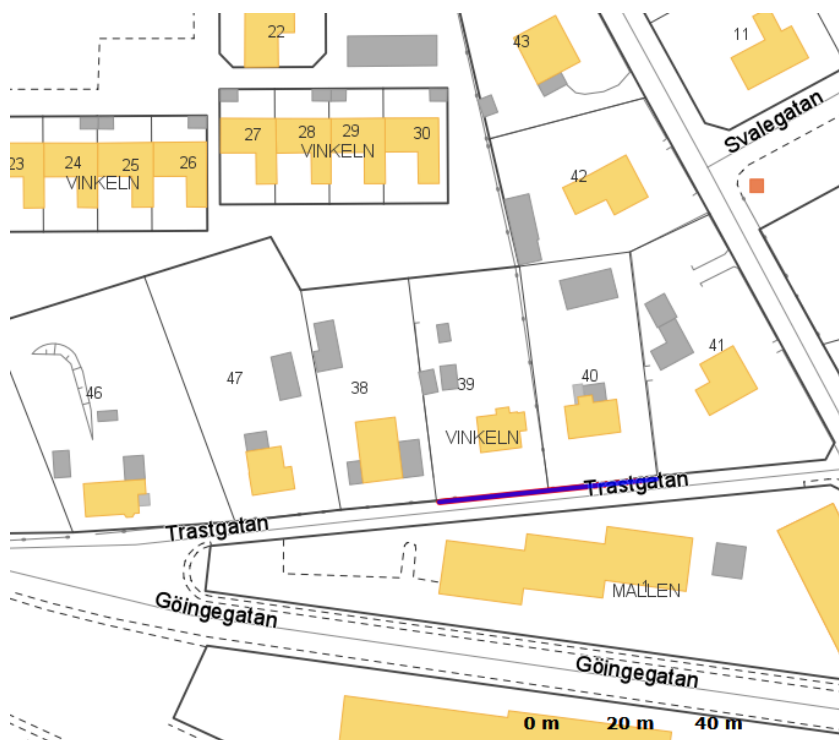 22
43
11
Svalegatan
27 28 29 30
VINKELN
23 24 25 26
VINKELN
42
41
47
38
39
40
46
VINKELN
Trastgatan
Trastgatan
1
MALLEN
Göingegatan
Göingegatan
0 m 20 m 40 m